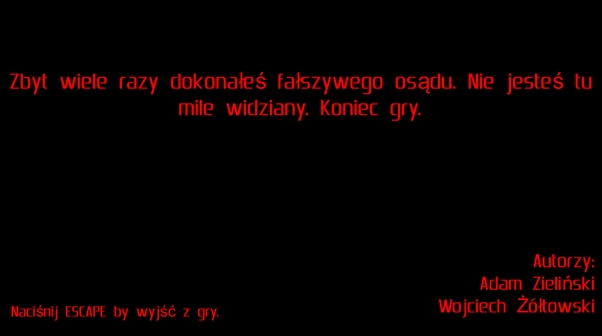 Zbyt wiele razy dokonałeś fałszywego osądu. Nie jesteś tu
mile widziany. Koniec gry.
Autorzy:
Adam Zieliński
Wojciech Żółtowski
Naciśnij ESCAPE by wyjść z gry.